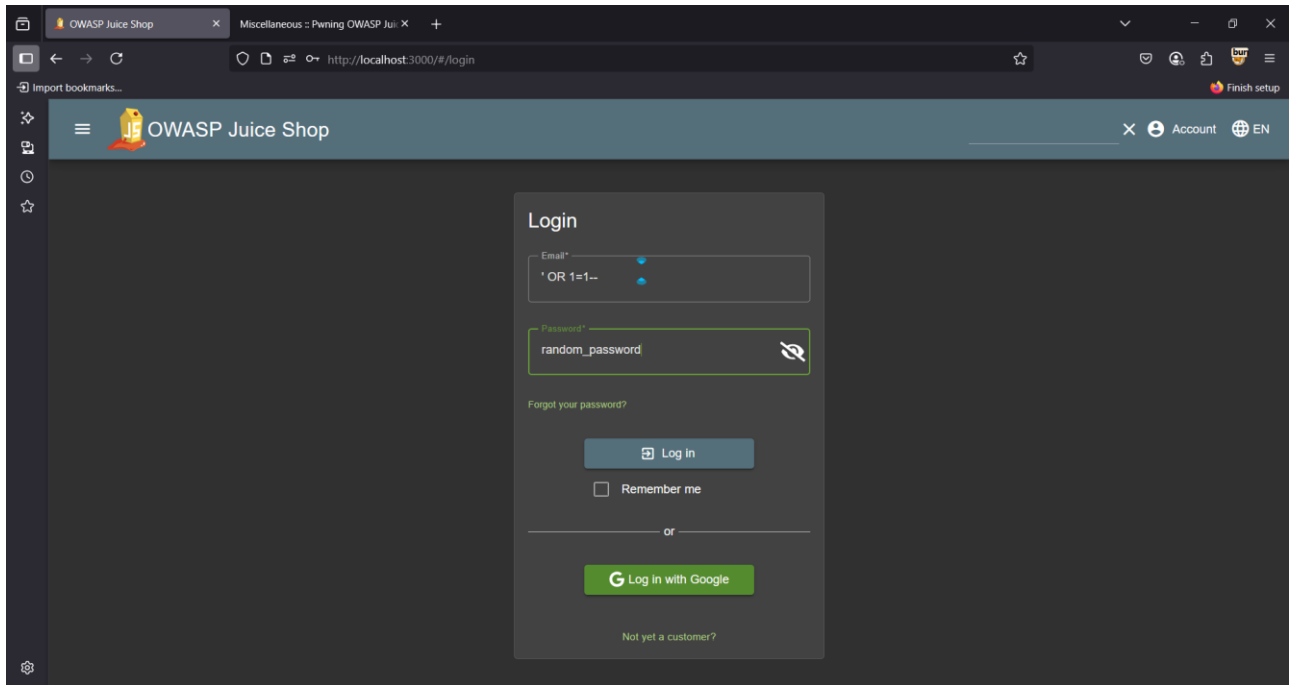 OWASP Juice Shop
Miscellaneous :: Pwning OWASP Jui
http://localhost:3000/#/login
bur
Import bookmarks...
Finish setup
JS
OWASP Juice Shop
Account
EN
Login
Email*
' OR 1=1--
Password*
random_password
Forgot your password?
Log in
Remember me
or
G Log in with Google
Not yet a customer?